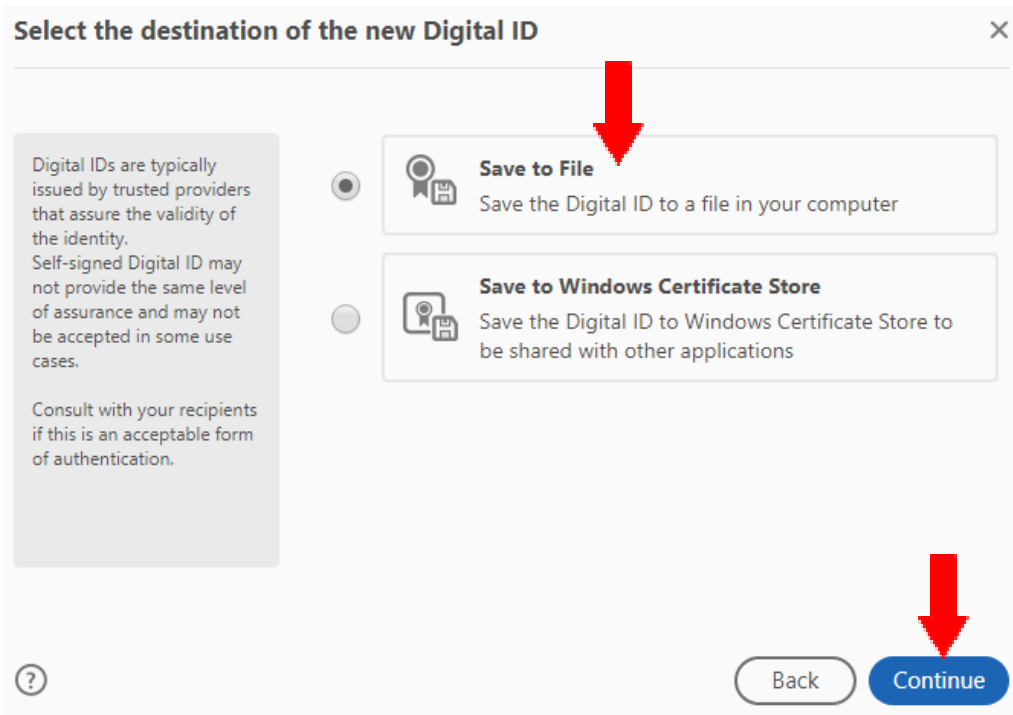 Select the destination of the new Digital ID
Digital IDs are typically
issued by trusted providers
that assure the validity of
the identity.
Self-signed Digital ID may
not provide the same level
of assurance and may not
be accepted in some use
cases.
Consult with your recipients
if this is an acceptable form
of authentication.
Save to File
Save the Digital ID to a file in your computer
Save to Windows Certificate Store
Save the Digital ID to Windows Certificate Store to
be shared with other applications
?
Back
Continue